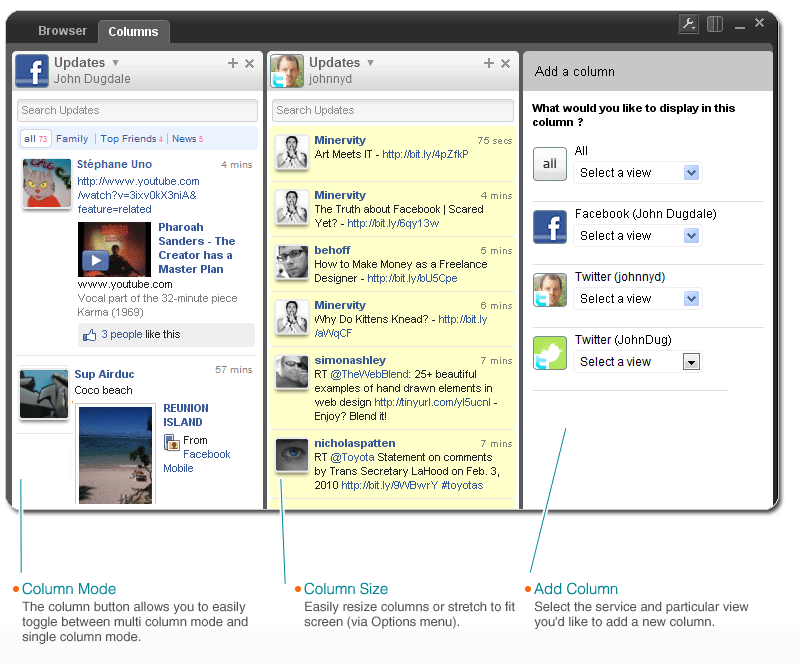 Browser
Columns
Updates
John Dugdale
Search Updates
all 73 Family Top Friends 4 News 5
Stéphane Uno 4 mins
http://www.youtube.com
/watch?v=3ixv0kX3niA&
feature=related
Pharoah
Sanders - The
Creator has a
Master Plan
www.youtube.com
Vocal part of the 32-minute piece
Karma (1969)
3 people like this
Sup Airduc 57 mins
Coco beach
REUNION
ISLAND
From
Facebook
Mobile
Updates
johnnyd
Search Updates
Minervity 75 secs
Art Meets IT - http://bit.ly/4pZfkP
Minervity 4 mins
The Truth about Facebook | Scared
Yet? - http://bit.ly/6qy13w
behoff 5 mins
How to Make Money as a Freelance
Designer - http://bit.ly/bU5Cpe
Minervity 6 mins
Why Do Kittens Knead? - http://bit.ly
/aWqCF
simonashley 7 mins
RT @TheWebBlend: 25+ beautiful
examples of hand drawn elements in
web design http://tinyurl.com/yl5ucnl -
Enjoy? Blend it!
nicholaspatten 7 mins
RT @Toyota Statement on comments
by Trans Secretary LaHood on Feb. 3,
2010 http://bit.ly/9WBwrY #toyotas
Add a column
What would you like to display in this
column ?
all
All
Select a view
Facebook (John Dugdale)
Select a view
Twitter (johnnyd)
Select a view
Twitter (JohnDug)
Select a view
Column Mode
The column button allows you to easily
toggle between multi column mode and
single column mode.
Column Size
Easily resize columns or stretch to fit
screen (via Options menu).
Add Column
Select the service and particular view
you'd like to add a new column.